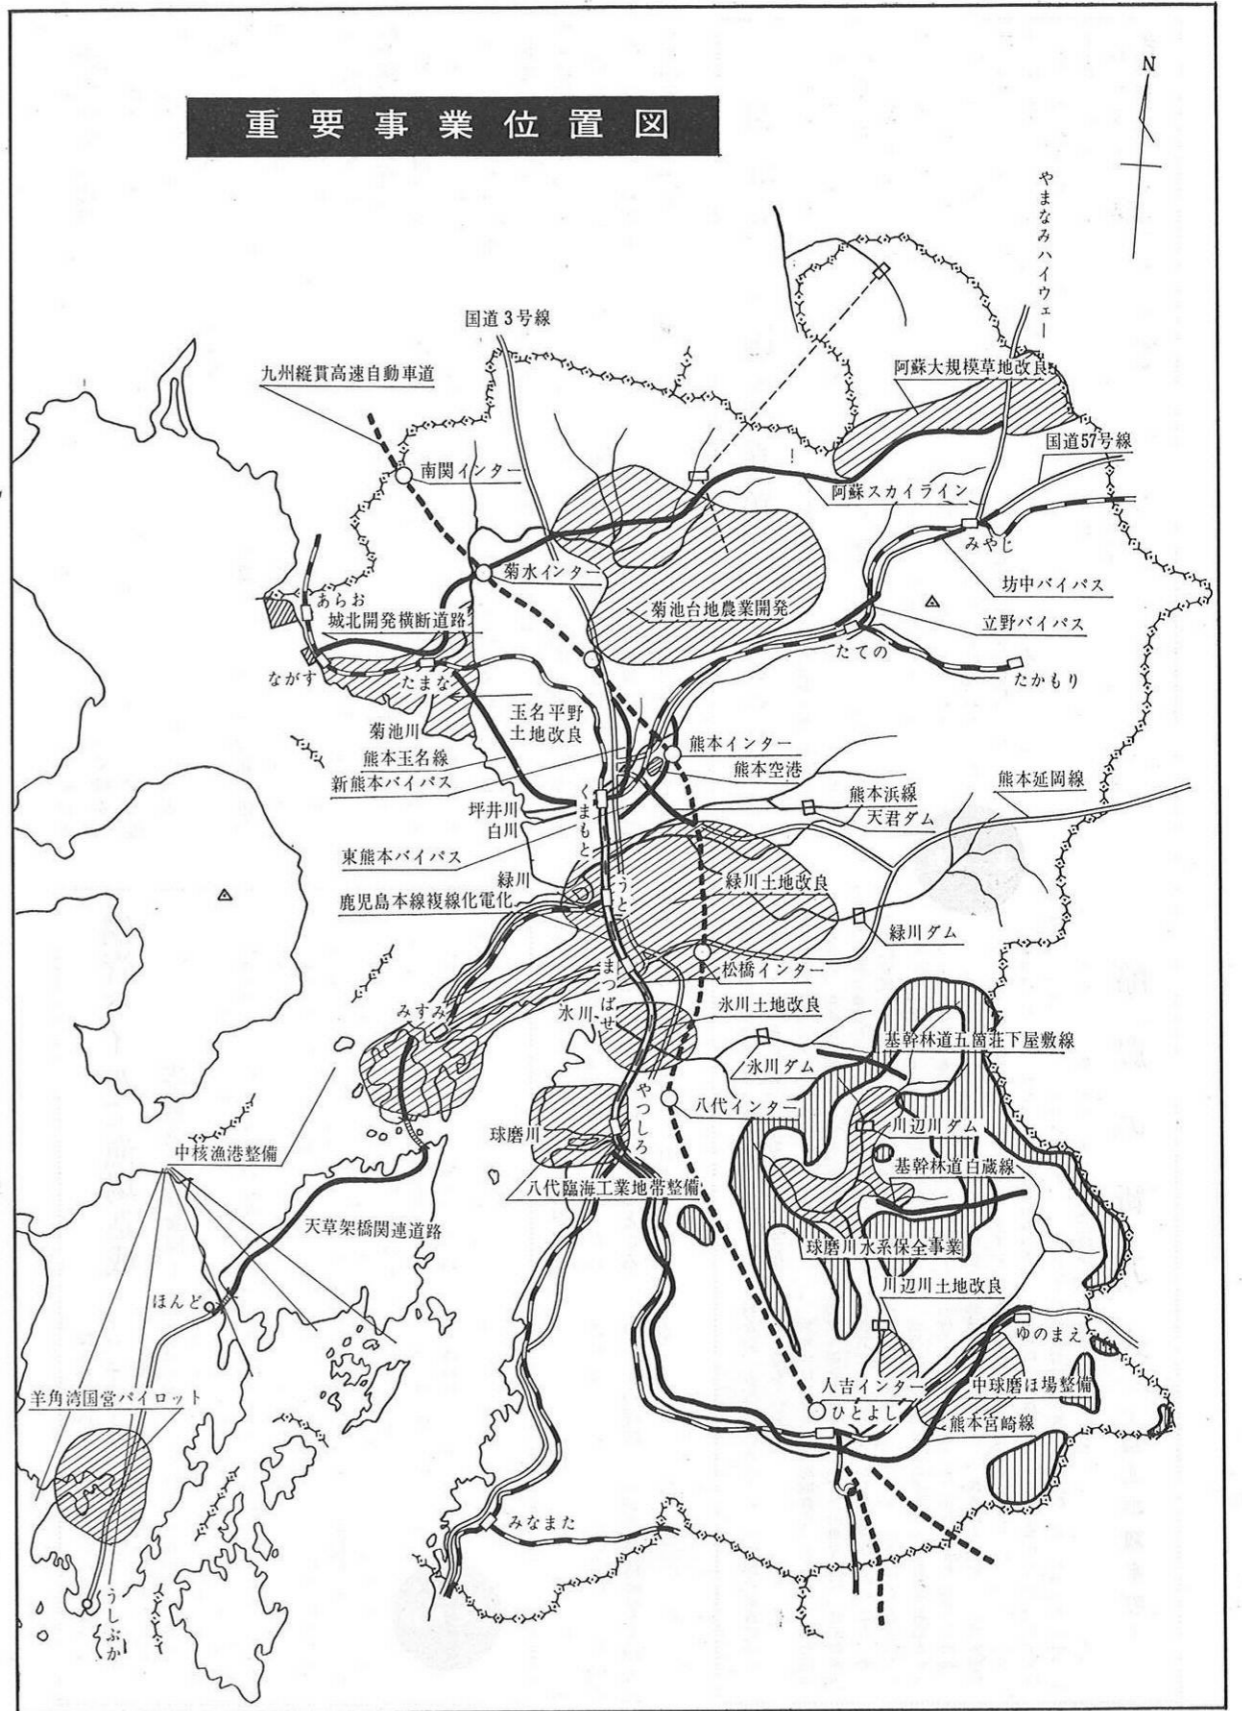 重要事業位置図
N
やまなみハイウェー
国道3号線
九州縦貫高速自動車道
阿蘇大規模草地改良
国道57号線
南関インター
阿蘇スカイライン
みやじ
菊水インター
坊中バイパス
あらお
菊池台地農業開発
城北開発横断道路
立野バイパス
たての
ながす
たまな
たかもり
菊池川
玉名平野
土地改良
熊本玉名線
熊本インター
新熊本バイパス
熊本空港
熊本延岡線
くまもと
熊本浜線
坪井川
天君ダム
白川
東熊本バイパス
緑川
うと
緑川土地改良
鹿児島本線複線化電化
緑川ダム
まつばせ
松橋インター
みすみ
氷川
氷川土地改良
基幹林道五箇荘下屋敷線
氷川ダム
やつしろ
八代インター
川辺川ダム
球磨川
中核漁港整備
基幹林道白蔵線
八代臨海工業地帯整備
天草架橋関連道路
球磨川水系保全事業
川辺川土地改良
ほんど
ゆのまえ
羊角湾国営パイロット
人吉インター
中球磨ほ場整備
ひとよし
熊本宮崎線
みなまた
うしぶか